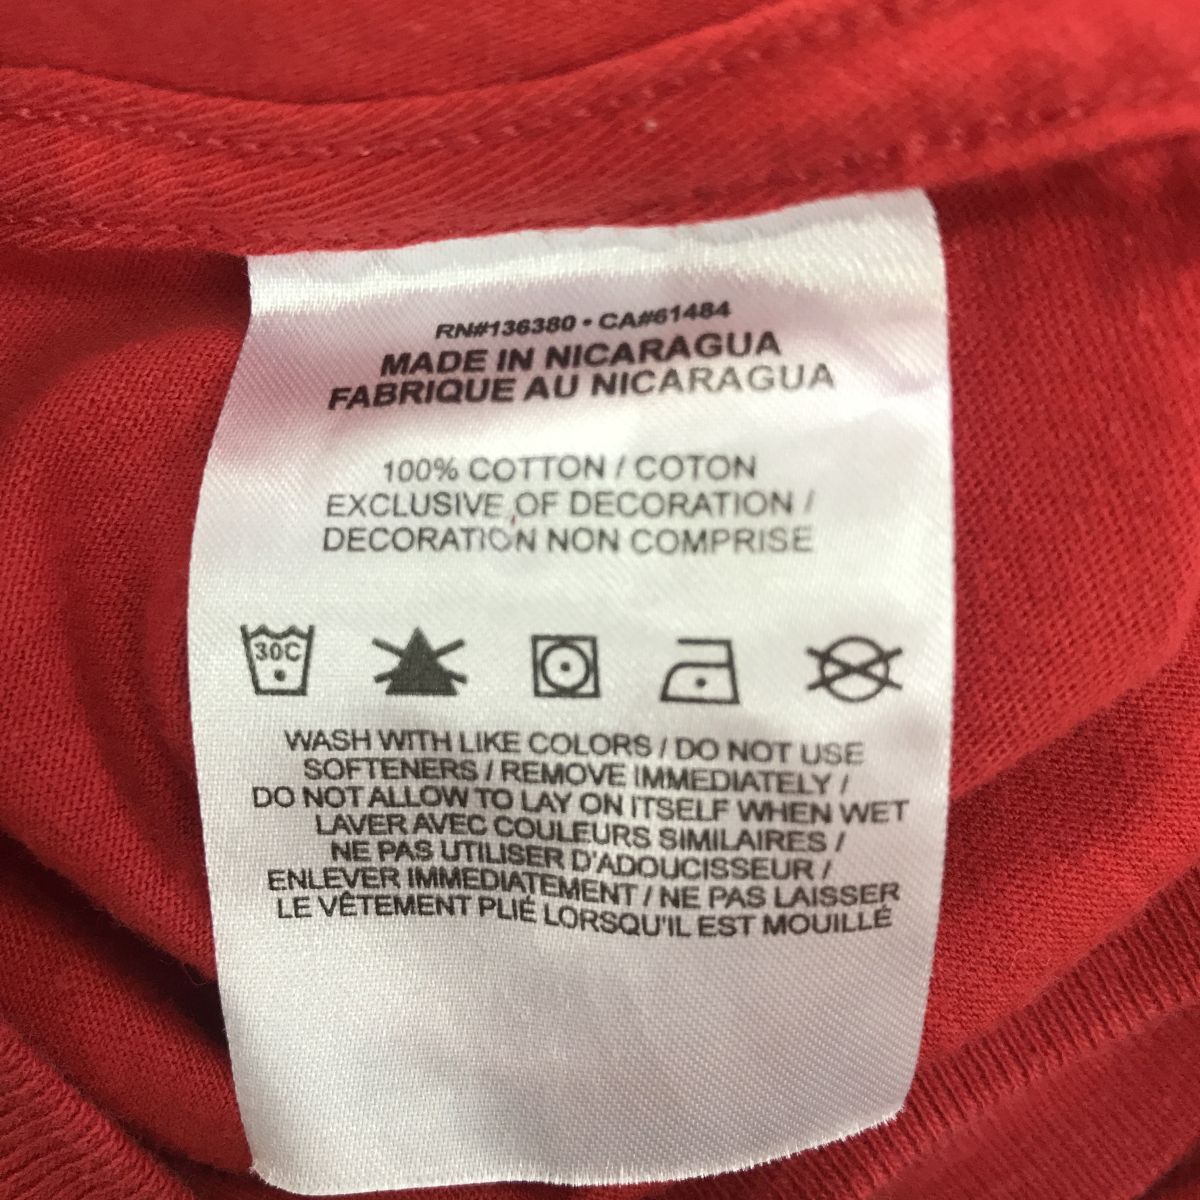 RN#136380 • CA#61484
MADE IN NICARAGUA
FABRIQUE AU NICARAGUA
100% COTTON / COTON
EXCLUSIVE OF DECORATION /
DECORATION NON COMPRISE
30C
WASH WITH LIKE COLORS / DO NOT USE
SOFTENERS / REMOVE IMMEDIATELY /
DO NOT ALLOW TO LAY ON ITSELF WHEN WET
LAVER AVEC COULEURS SIMILAIRES /
NE PAS UTILISER D'ADOUCISSEUR /
ENLEVER IMMEDIATEMENT / NE PAS LAISSER
LE VÊTEMENT PLIÉ LORSQU'IL EST MOUILLÉ